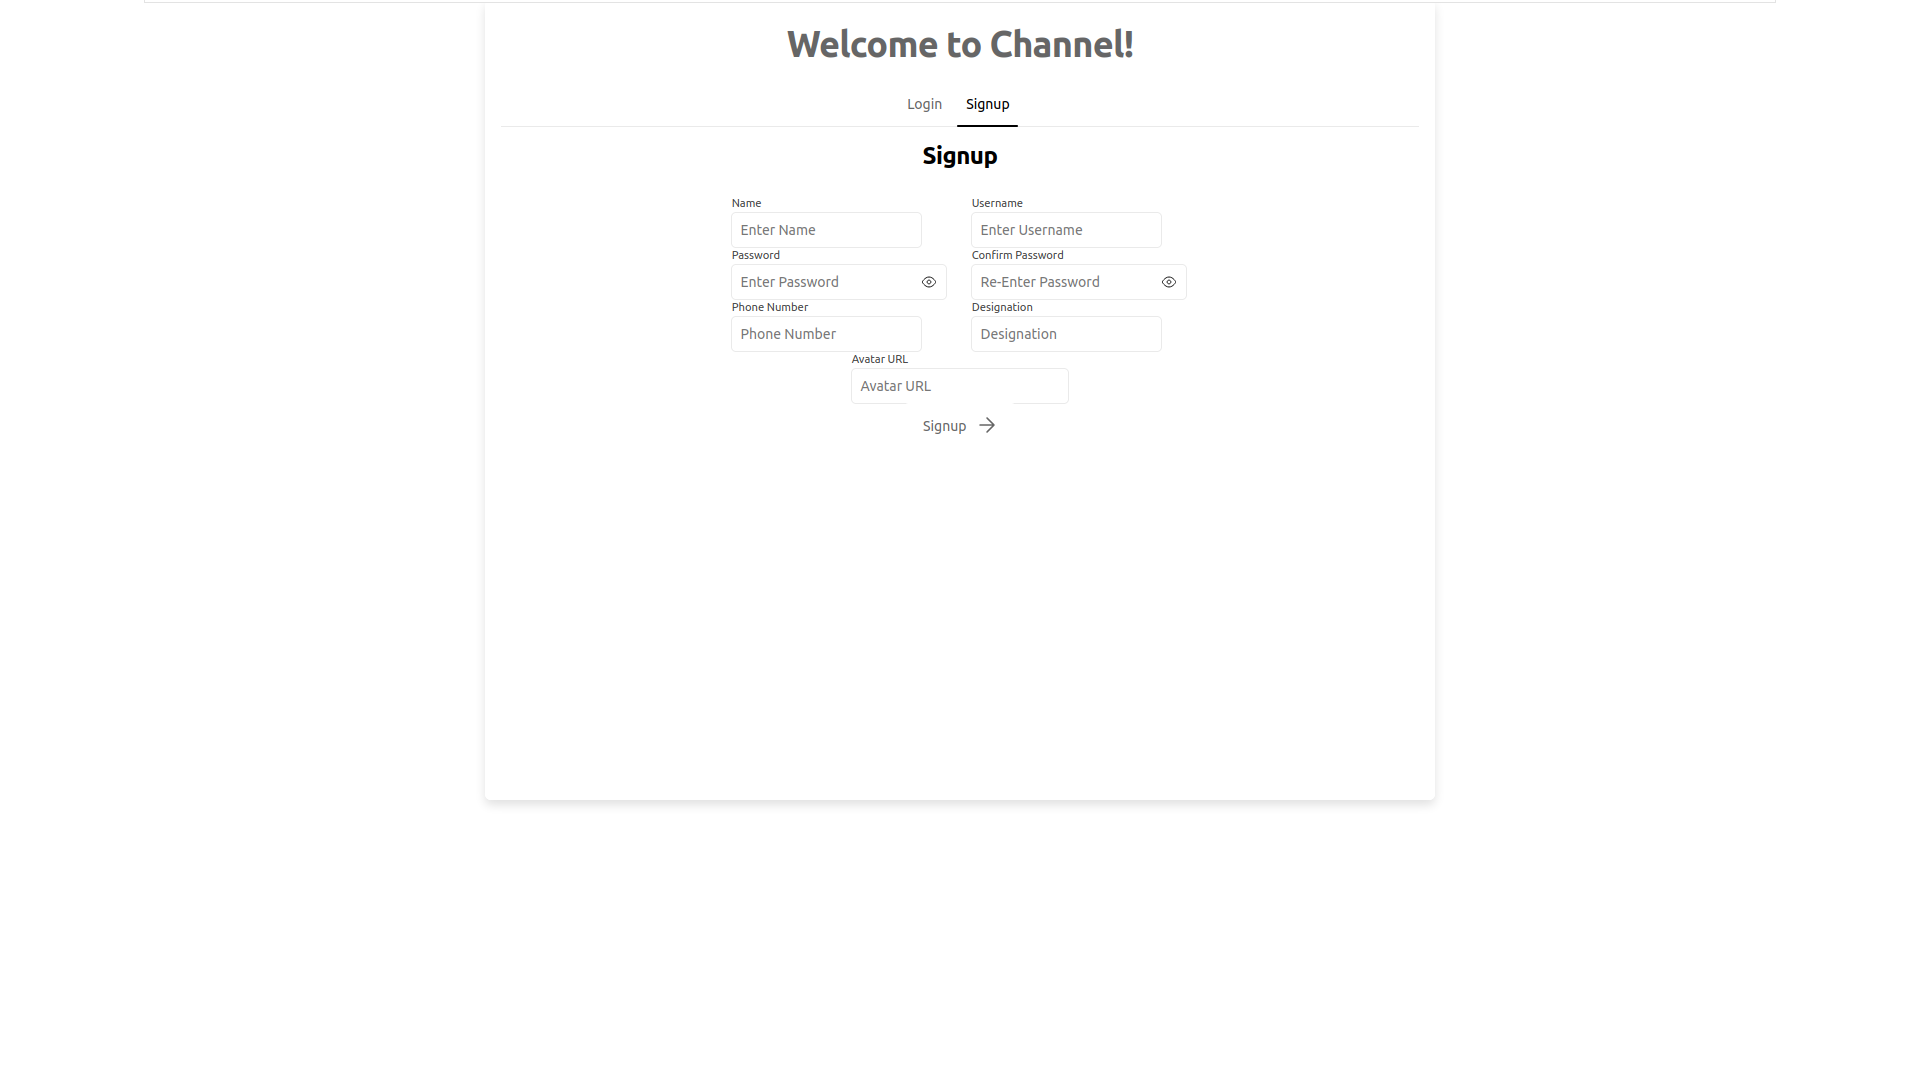 Welcome to Channel!
Login Signup
Signup
Name Username
Enter Name Enter Username
Password Confirm Password
Enter Password Re-Enter Password
Phone Number Designation
Phone Number Designation
Avatar URL
Avatar URL
Signup